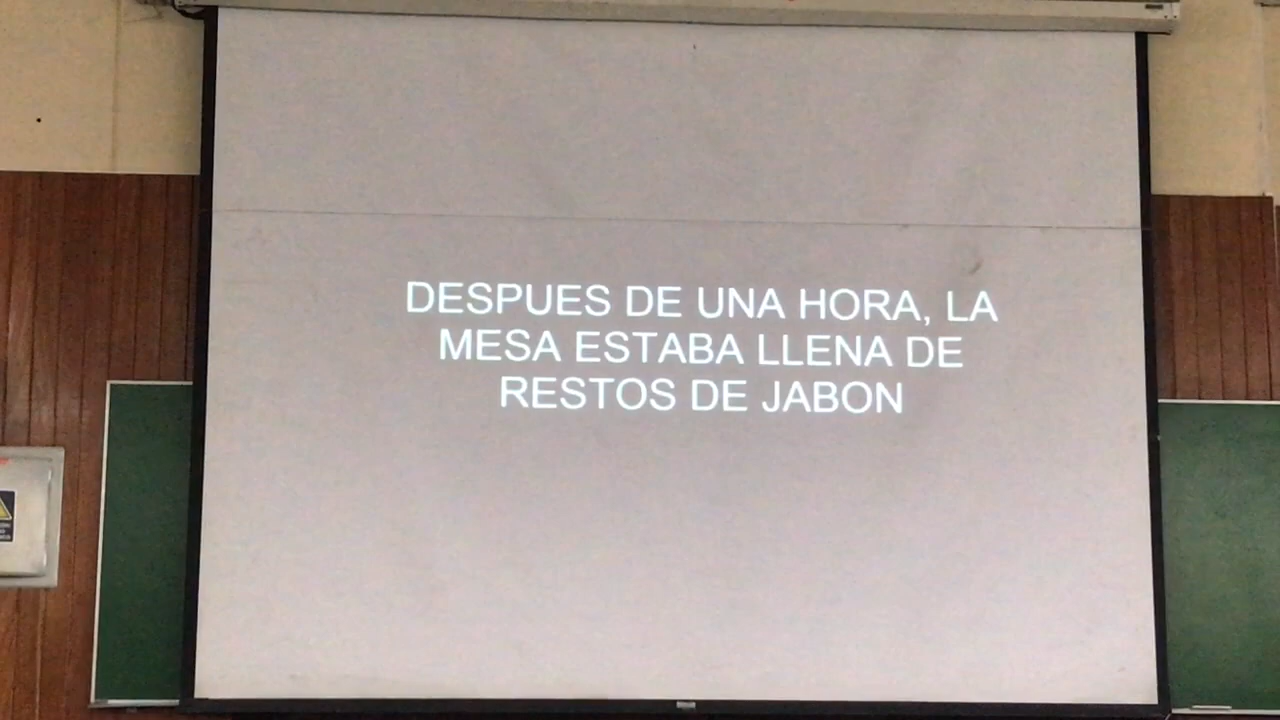 DESPUES DE UNA HORA, LA
MESA ESTABA LLENA DE
RESTOS DE JABON